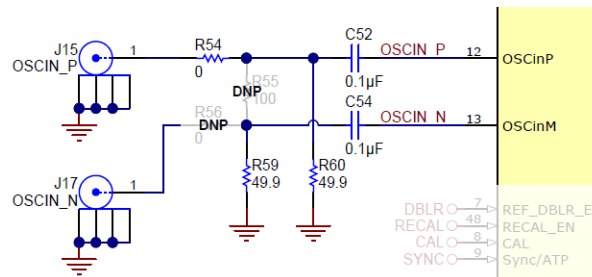 J15
OSCIN_P
1
R54
0
C52
0.1µF
OSCIN_P
12
OSCinP
R55
DNP
100
R56
DNP
0
C54
0.1µF
OSCIN_N
13
OSCinM
J17
OSCIN_N
1
R59
49.9
R60
49.9
DBLR
7
REF_DBLR_E
RECAL
48
RECAL_EN
CAL
8
CAL
SYNC
9
Sync/ATP